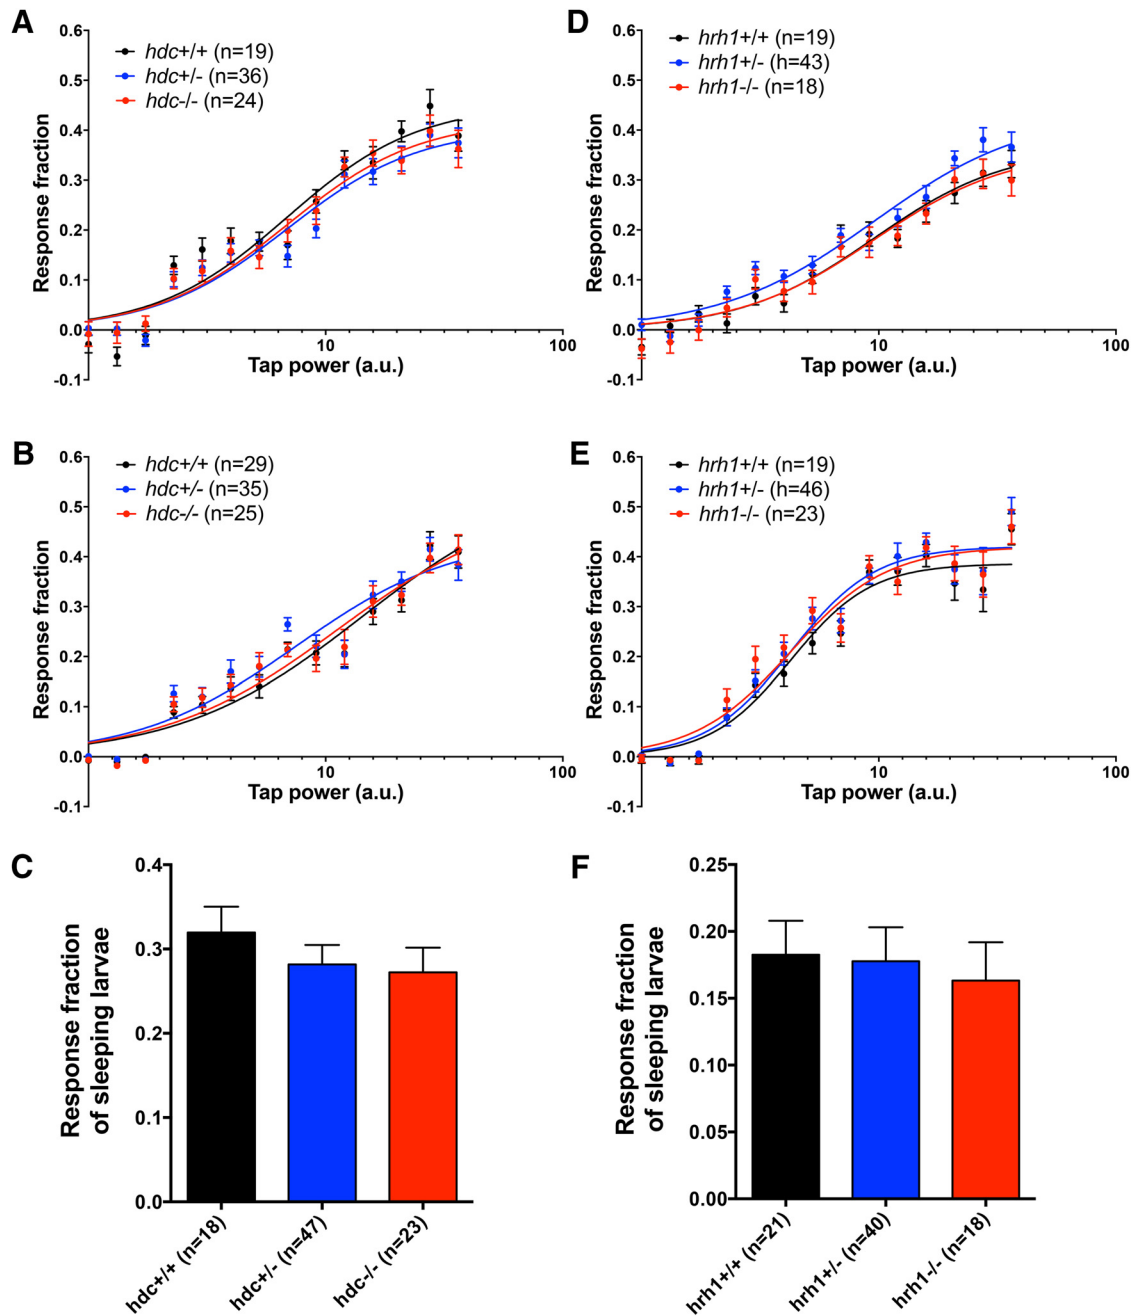 A
0.6
0.5
0.4
0.3
0.2
0.1
0.0
-0.1
Response fraction
hdc+/+ (n=19)
hdc+/- (n=36)
hdc-/- (n=24)
10
100
Tap power (a.u.)
D
0.6
0.5
0.4
0.3
0.2
0.1
0.0
-0.1
Response fraction
hrh1+/+ (n=19)
hrh1+/- (h=43)
hrh1-/- (n=18)
10
100
Tap power (a.u.)
B
0.6
0.5
0.4
0.3
0.2
0.1
0.0
-0.1
Response fraction
hdc+/+ (n=29)
hdc+/- (n=35)
hdc-/- (n=25)
10
100
Tap power (a.u.)
E
0.6
0.5
0.4
0.3
0.2
0.1
0.0
-0.1
Response fraction
hrh1+/+ (n=19)
hrh1+/- (h=46)
hrh1-/- (n=23)
10
100
Tap power (a.u.)
C
0.4
0.3
0.2
0.1
0.0
Response fraction
of sleeping larvae
hdc+/+ (n=18)
hdc+/- (n=47)
hdc-/- (n=23)
F
0.25
0.20
0.15
0.10
0.05
0.00
Response fraction
of sleeping larvae
hrh1+/+ (n=21)
hrh1+/- (n=40)
hrh1-/- (n=18)